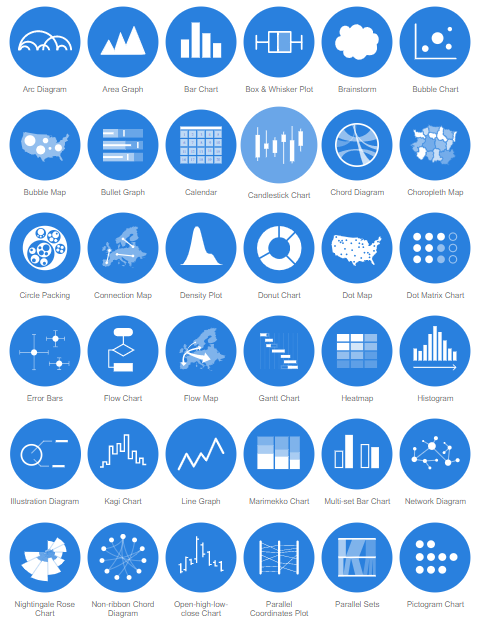 Arc Diagram
Area Graph
Bar Chart
Box & Whisker Plot
Brainstorm
Bubble Chart
Bubble Map
Bullet Graph
Calendar
Candlestick Chart
Chord Diagram
Choropleth Map
Circle Packing
Connection Map
Density Plot
Donut Chart
Dot Map
Dot Matrix Chart
Error Bars
Flow Chart
Flow Map
Gantt Chart
Heatmap
Histogram
Illustration Diagram
Kagi Chart
Line Graph
Marimekko Chart
Multi-set Bar Chart
Network Diagram
Nightingale Rose
Chart
Non-ribbon Chord
Diagram
Open-high-low-
close Chart
Parallel
Coordinates Plot
Parallel Sets
Pictogram Chart